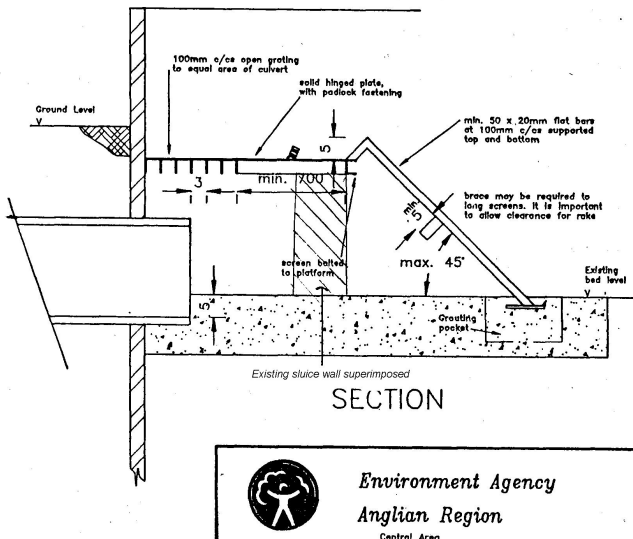 100mm c/cs open grating
to equal area of culvert
solid hinged plate,
with padlock fastening
Ground Level
min. 50 x 20mm flat bars
at 100mm c/cs supported
top and bottom
5
3
min. 700
brace may be required to
long screens. It is important
to allow clearance for rake
min.
5
screen bolted
to platform
max. 45°
Existing
bed level
5
Grouting
pocket
Existing sluice wall superimposed
SECTION
Environment Agency
Anglian Region
Central Area